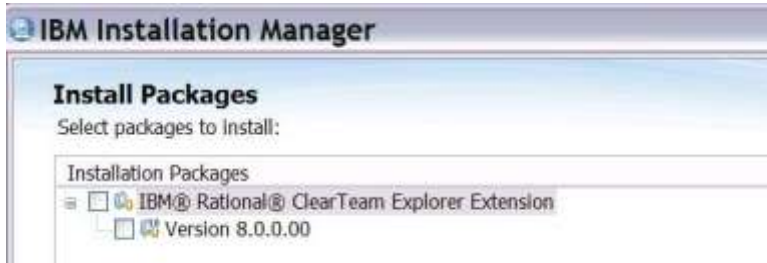 IBM Installation Manager
Install Packages
Select packages to install:
Installation Packages
IBM® Rational® ClearTeam Explorer Extension
Version 8.0.0.00